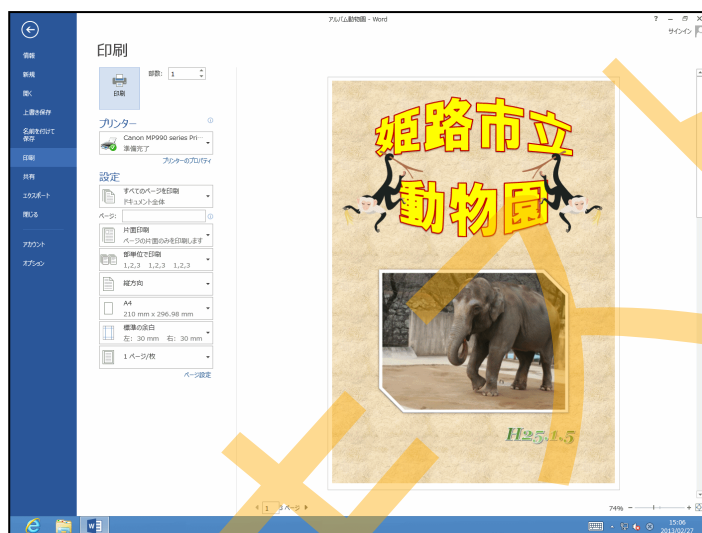 アルバム動物園 - Word
サインイン
情報
新規
開く
上書き保存
名前を付けて
保存
印刷
共有
エクスポート
閉じる
アカウント
オプション
印刷
部数: 1
印刷
プリンター
Canon MP990 series Pri…
準備完了
プリンターのプロパティ
設定
すべてのページを印刷
ドキュメント全体
ページ:
片面印刷
ページの片面のみを印刷します
部単位で印刷
1,2,3 1,2,3 1,2,3
縦方向
A4
210 mm x 296.98 mm
標準の余白
左: 30 mm 右: 30 mm
1 ページ/枚
ページ設定
姫路市立
動物園
H25.1.5
1 3 ページ
74%
15:06
2013/02/27